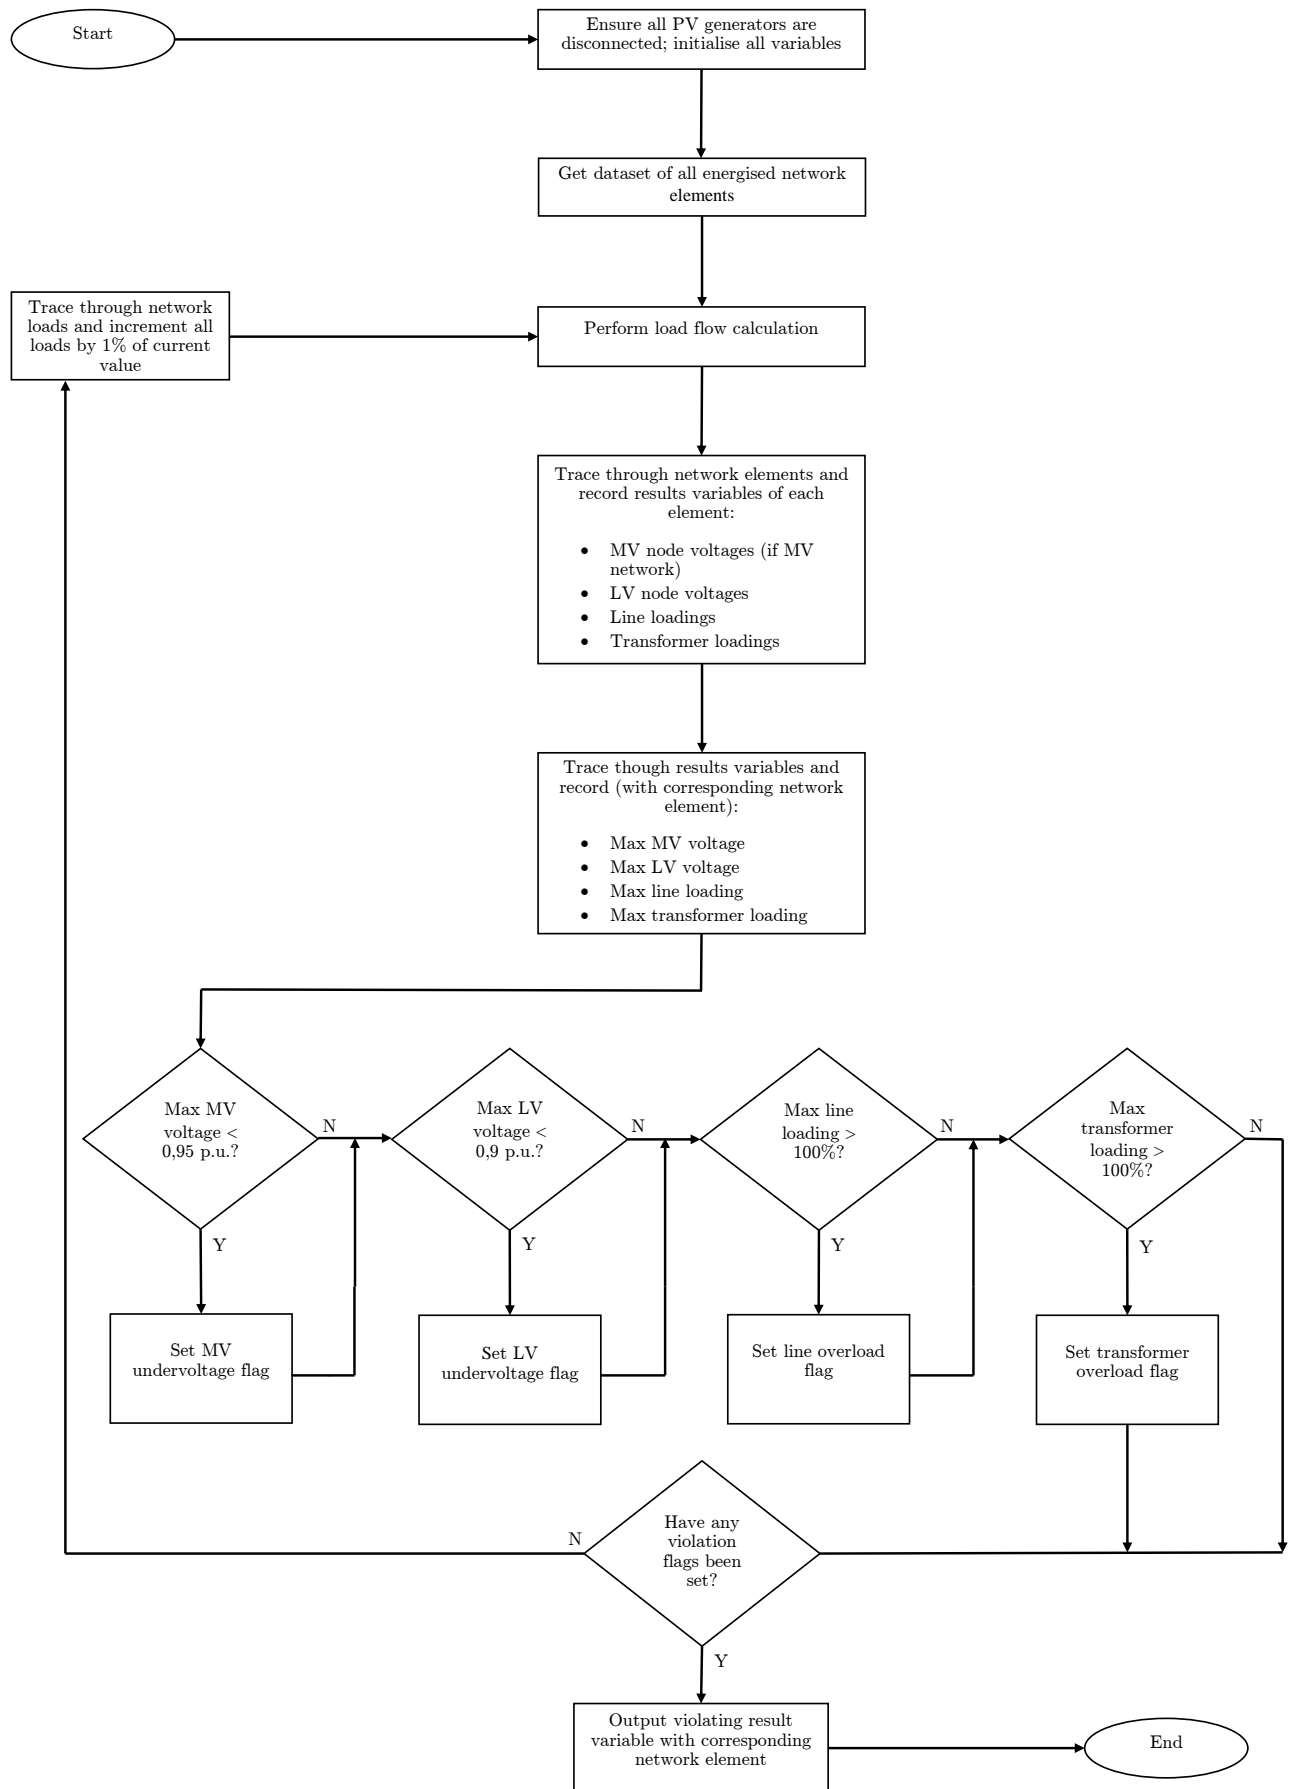 Start
Ensure all PV generators are
disconnected; initialise all variables
Get dataset of all energised network
elements
Trace through network
loads and increment all
loads by 1% of current
value
Perform load flow calculation
Trace through network elements and
record results variables of each
element:
• MV node voltages (if MV
network)
• LV node voltages
• Line loadings
• Transformer loadings
Trace though results variables and
record (with corresponding network
element):
• Max MV voltage
• Max LV voltage
• Max line loading
• Max transformer loading
Max MV
voltage <
0,95 p.u.?
N
Y
Max LV
voltage <
0,9 p.u.?
N
Y
Max line
loading >
100%?
N
Y
Max
transformer
loading >
100%?
N
Y
Set MV
undervoltage flag
Set LV
undervoltage flag
Set line overload
flag
Set transformer
overload flag
Have any
violation
flags been
set?
N
Y
Output violating result
variable with corresponding
network element
End